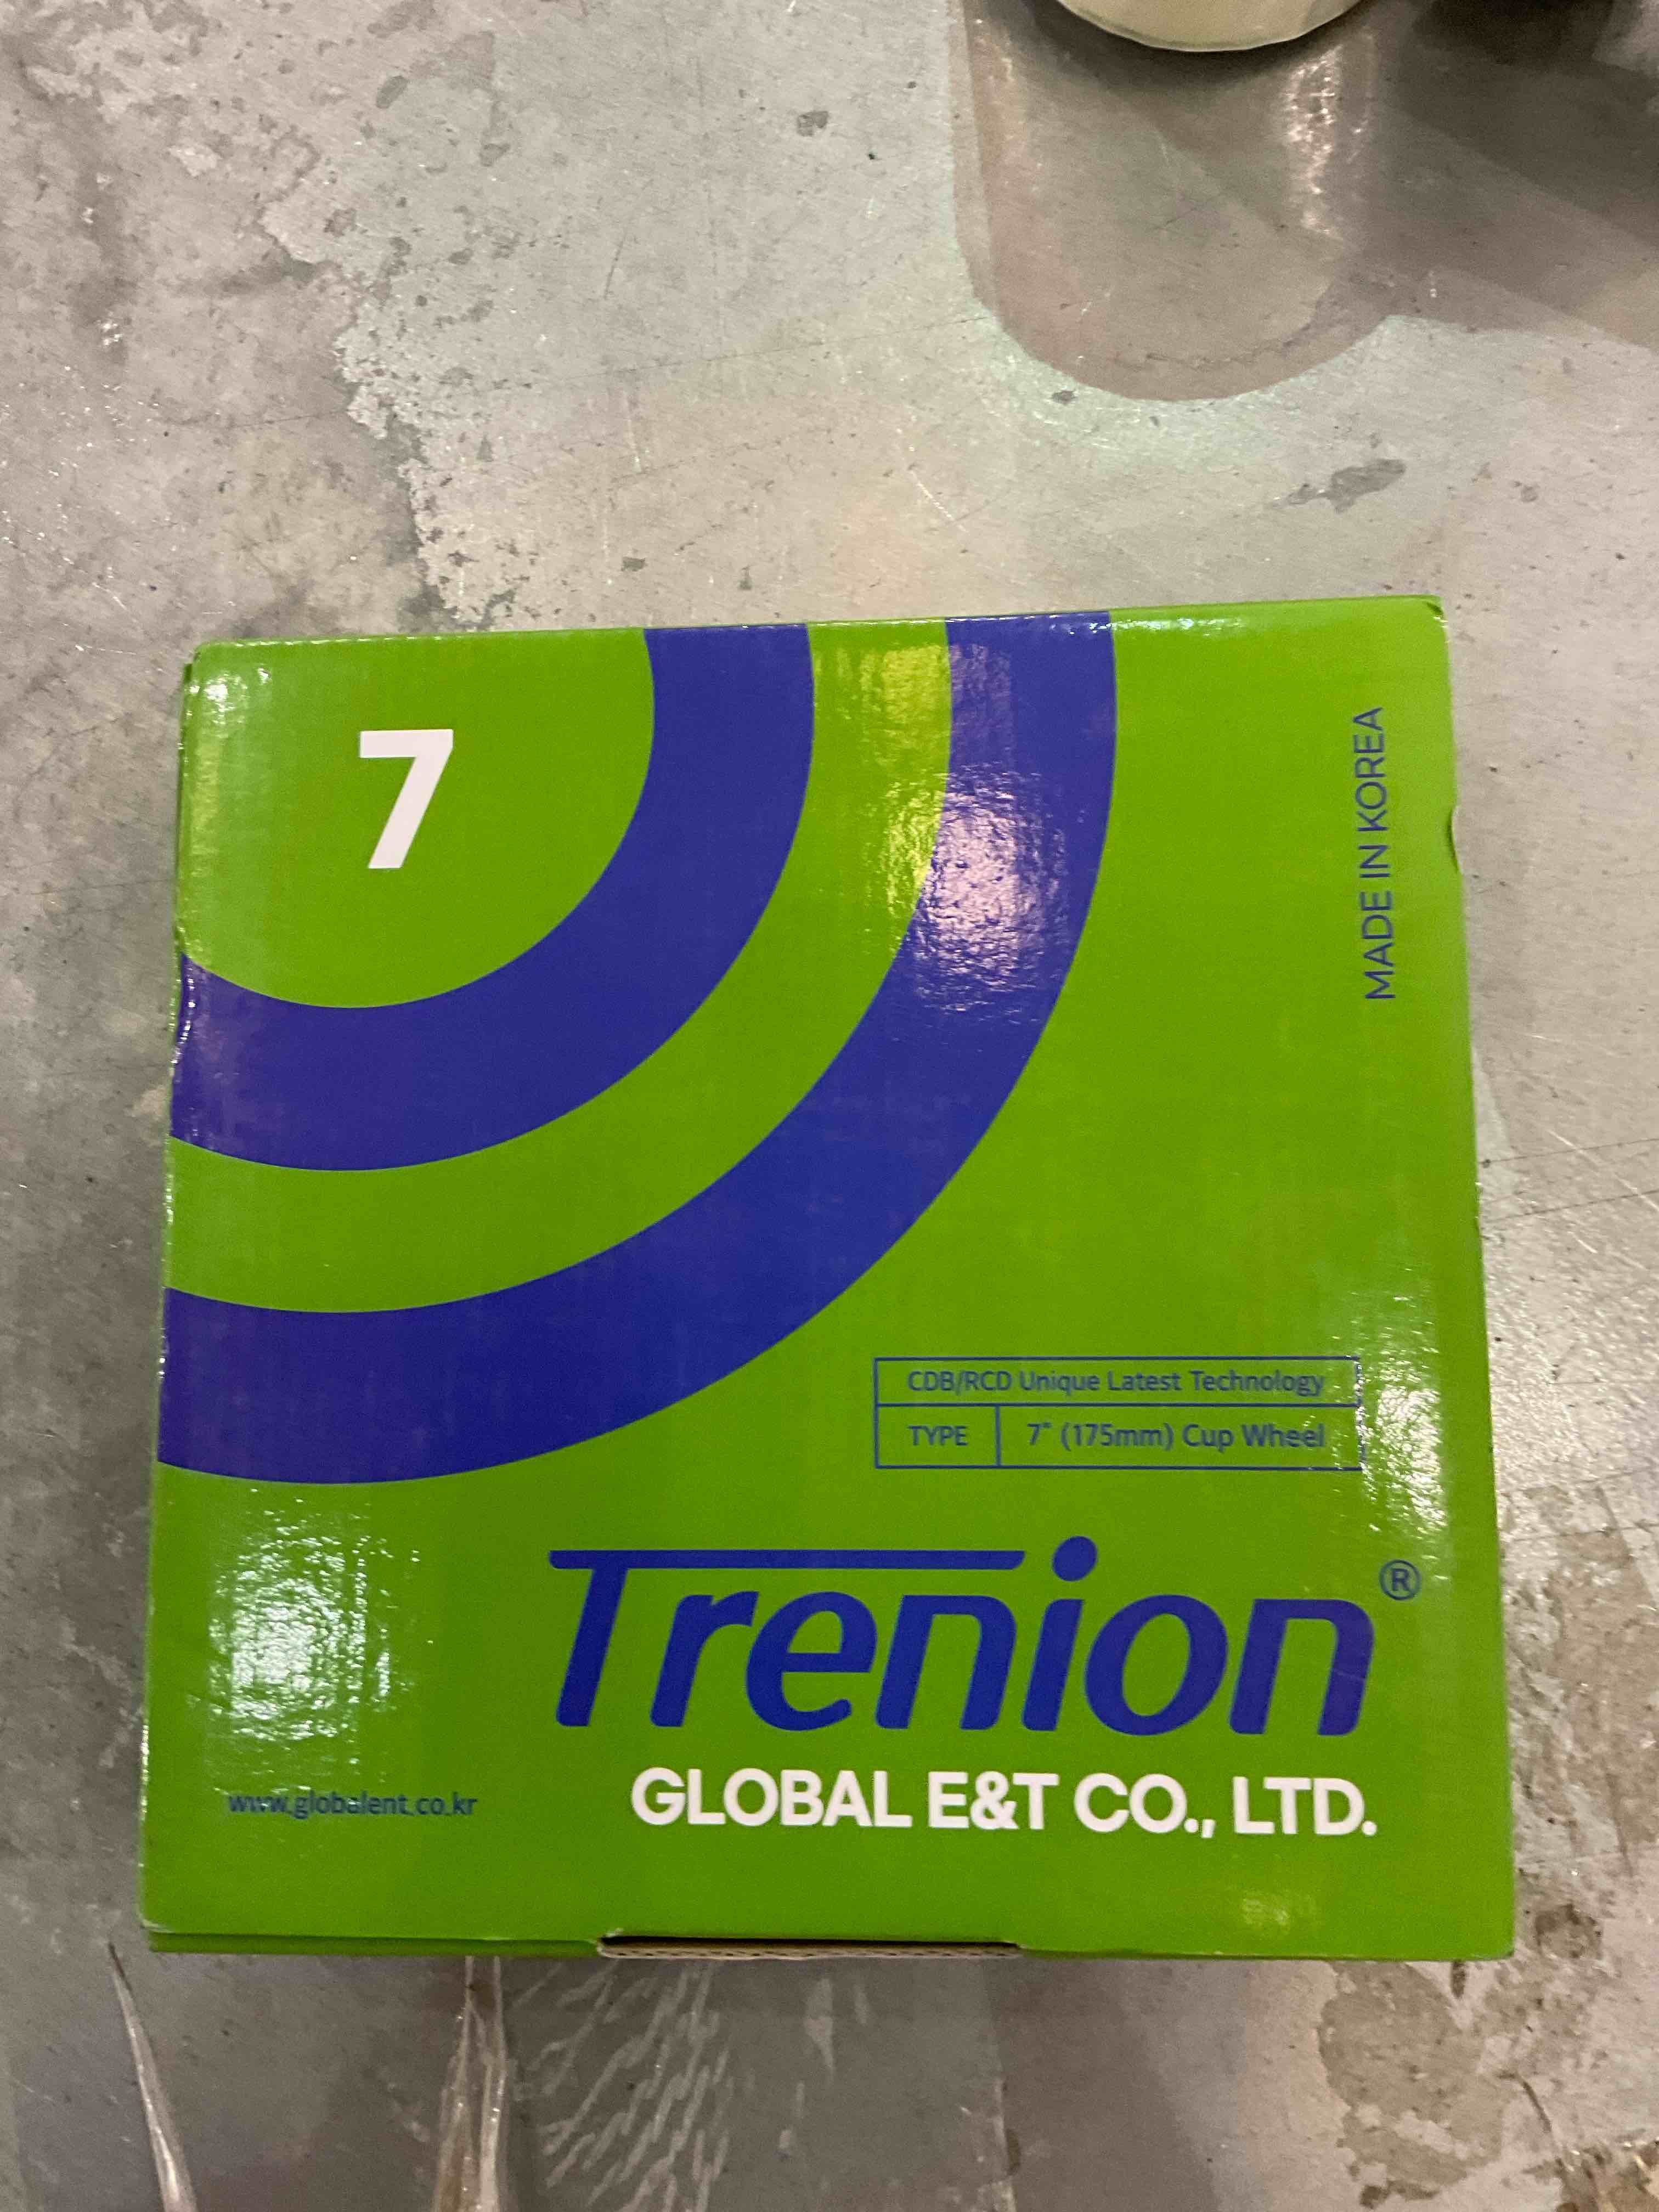 7
MADE IN KOREA
CDB/RCD Unique Latest Technology
TYPE 7" (175mm) Cup Wheel
Trenion®
www.globalent.co.kr
GLOBAL E&T CO., LTD.